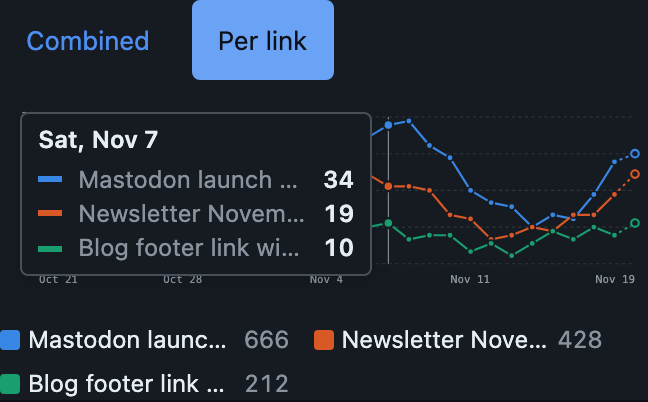 Combined Per link
Sat, Nov 7
Mastodon launch ... 34
Newsletter Novem... 19
Blog footer link wi... 10
Oct 21 Oct 28 Nov 4 Nov 11 Nov 19
Mastodon launc... 666 Newsletter Nove... 428
Blog footer link ... 212